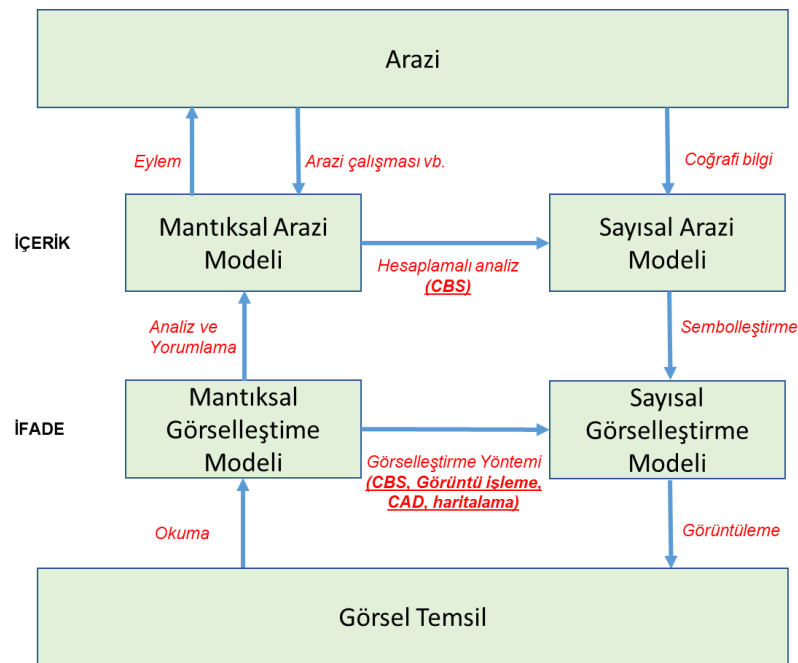 Arazi
Eylem
Arazi çalışması vb.
Coğrafi bilgi
İÇERİK
Mantıksal Arazi
Modeli
Sayısal Arazi
Modeli
Hesaplamalı analiz
(CBS)
Analiz ve
Yorumlama
Sembolleştirme
İFADE
Mantıksal
Görselleştime
Modeli
Sayısal
Görselleştirme
Modeli
Görselleştirme Yöntemi
(CBS, Görüntü işleme,
CAD, haritalama)
Okuma
Görüntüleme
Görsel Temsil